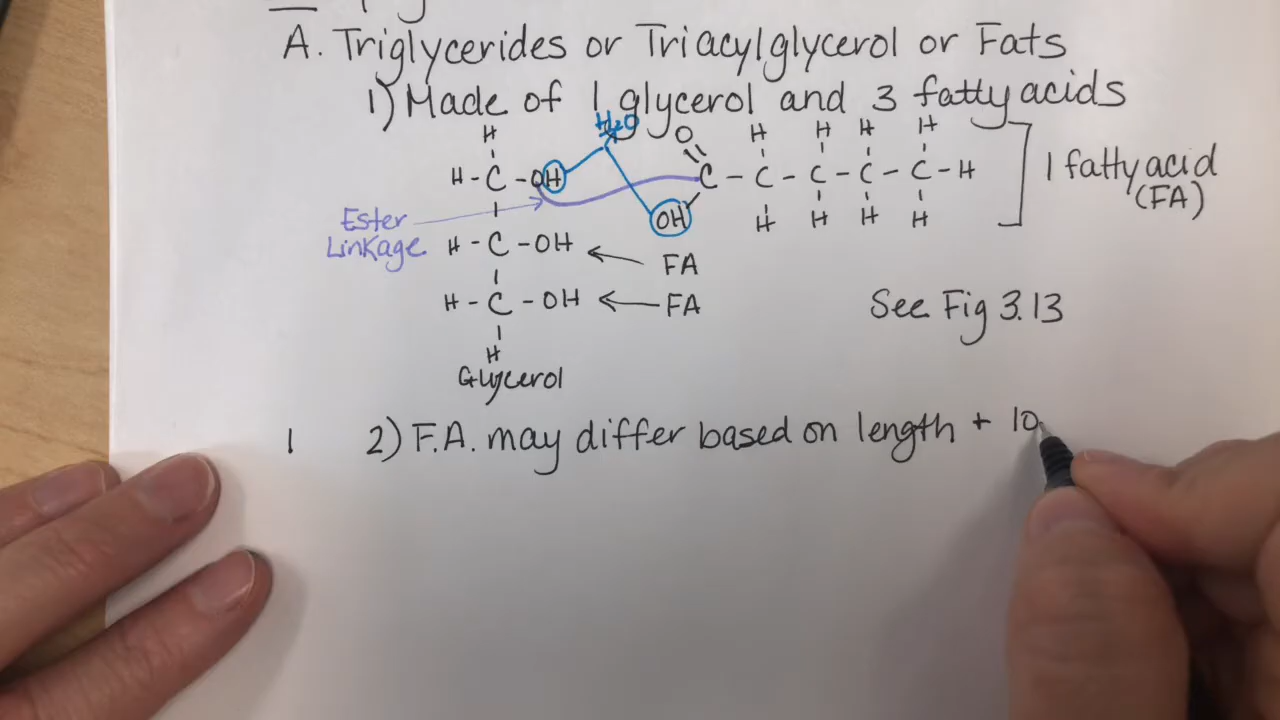 A. Triglycerides or Triacylglycerol or Fats
1) Made of 1 glycerol and 3 fatty acids
H H2O O H H H H
H - C - OH C - C - C - C - C - H
1 fatty acid
(FA)
Ester
Linkage
OH H H H H
H - C - OH FA
H - C - OH FA
See Fig 3.13
H
Glycerol
1 2) F.A. may differ based on length + lo